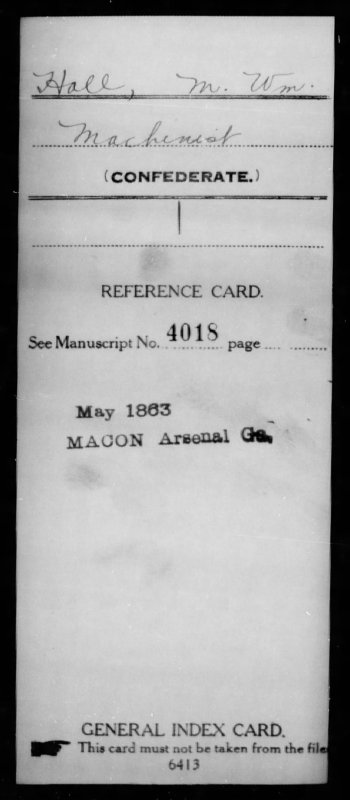 Hall, M. Wm.
Machinist
(CONFEDERATE.)
REFERENCE CARD.
See Manuscript No. 4018 page
May 1863
MACON Arsenal Ga.
GENERAL INDEX CARD.
This card must not be taken from the file
6413